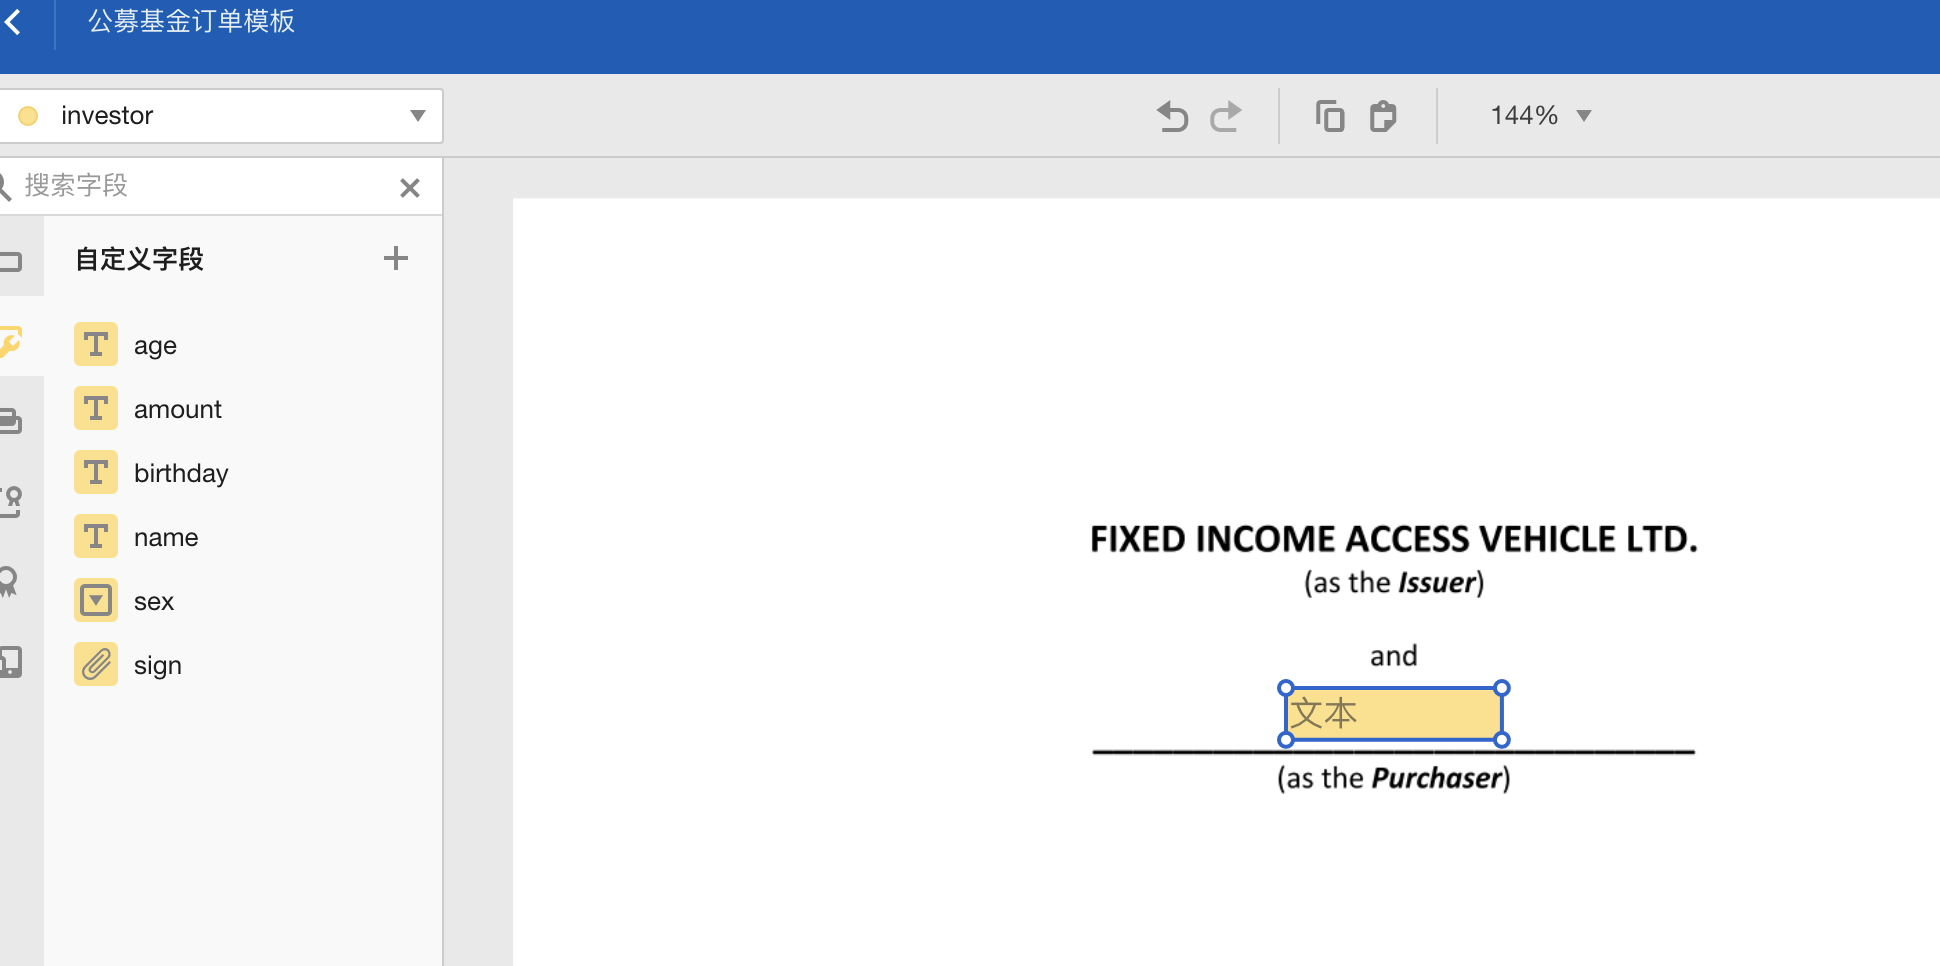 公募基金订单模板
investor
144%
搜索字段
自定义字段
age
amount
birthday
name
sex
sign
FIXED INCOME ACCESS VEHICLE LTD.
(as the Issuer)
and
文本
(as the Purchaser)